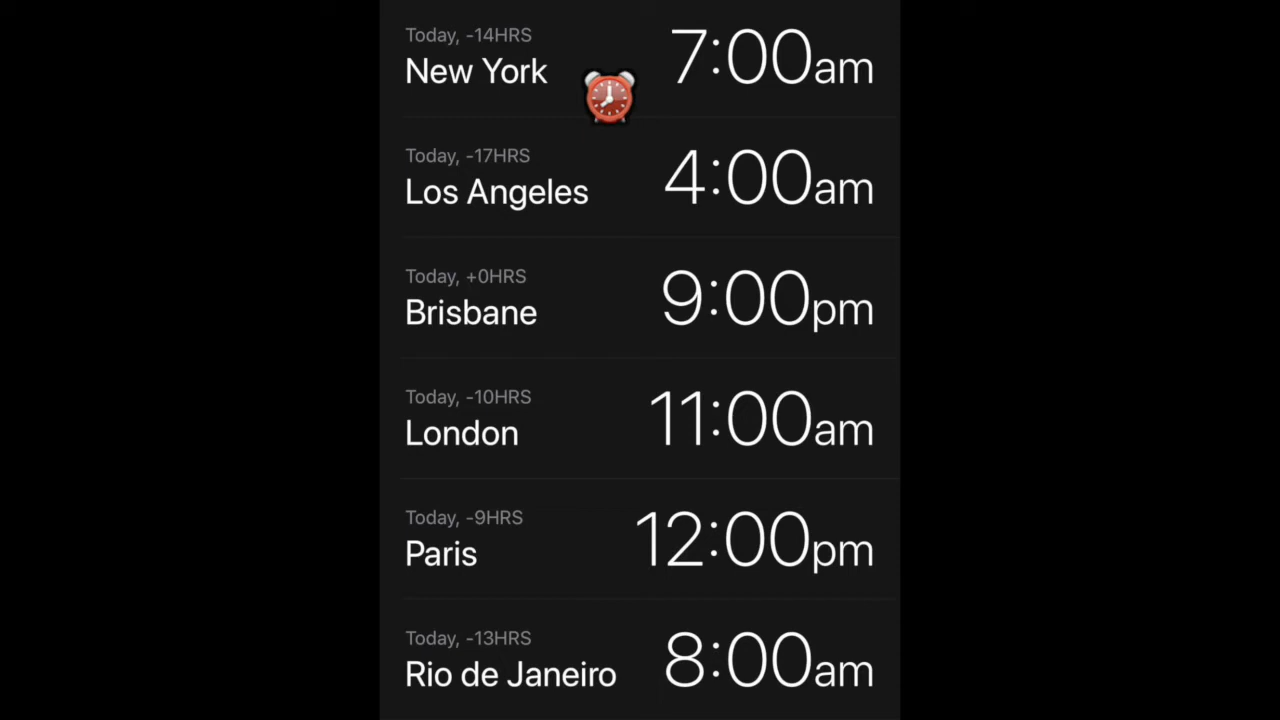 Today, -14HRS
New York 7:00am
Today, -17HRS
Los Angeles 4:00am
Today, +0HRS
Brisbane 9:00pm
Today, -10HRS
London 11:00am
Today, -9HRS
Paris 12:00pm
Today, -13HRS
Rio de Janeiro 8:00am